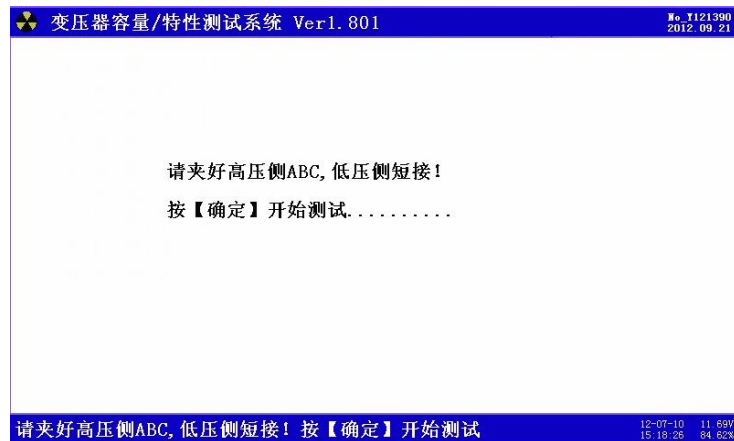 变压器容量/特性测试系统 Ver1.801
No_Y121390
2012.09.21
请夹好高压侧ABC,低压侧短接!
按【确定】开始测试..........
请夹好高压侧ABC,低压侧短接!按【确定】开始测试
12-07-10 11.69V
15:18:26 84.62%